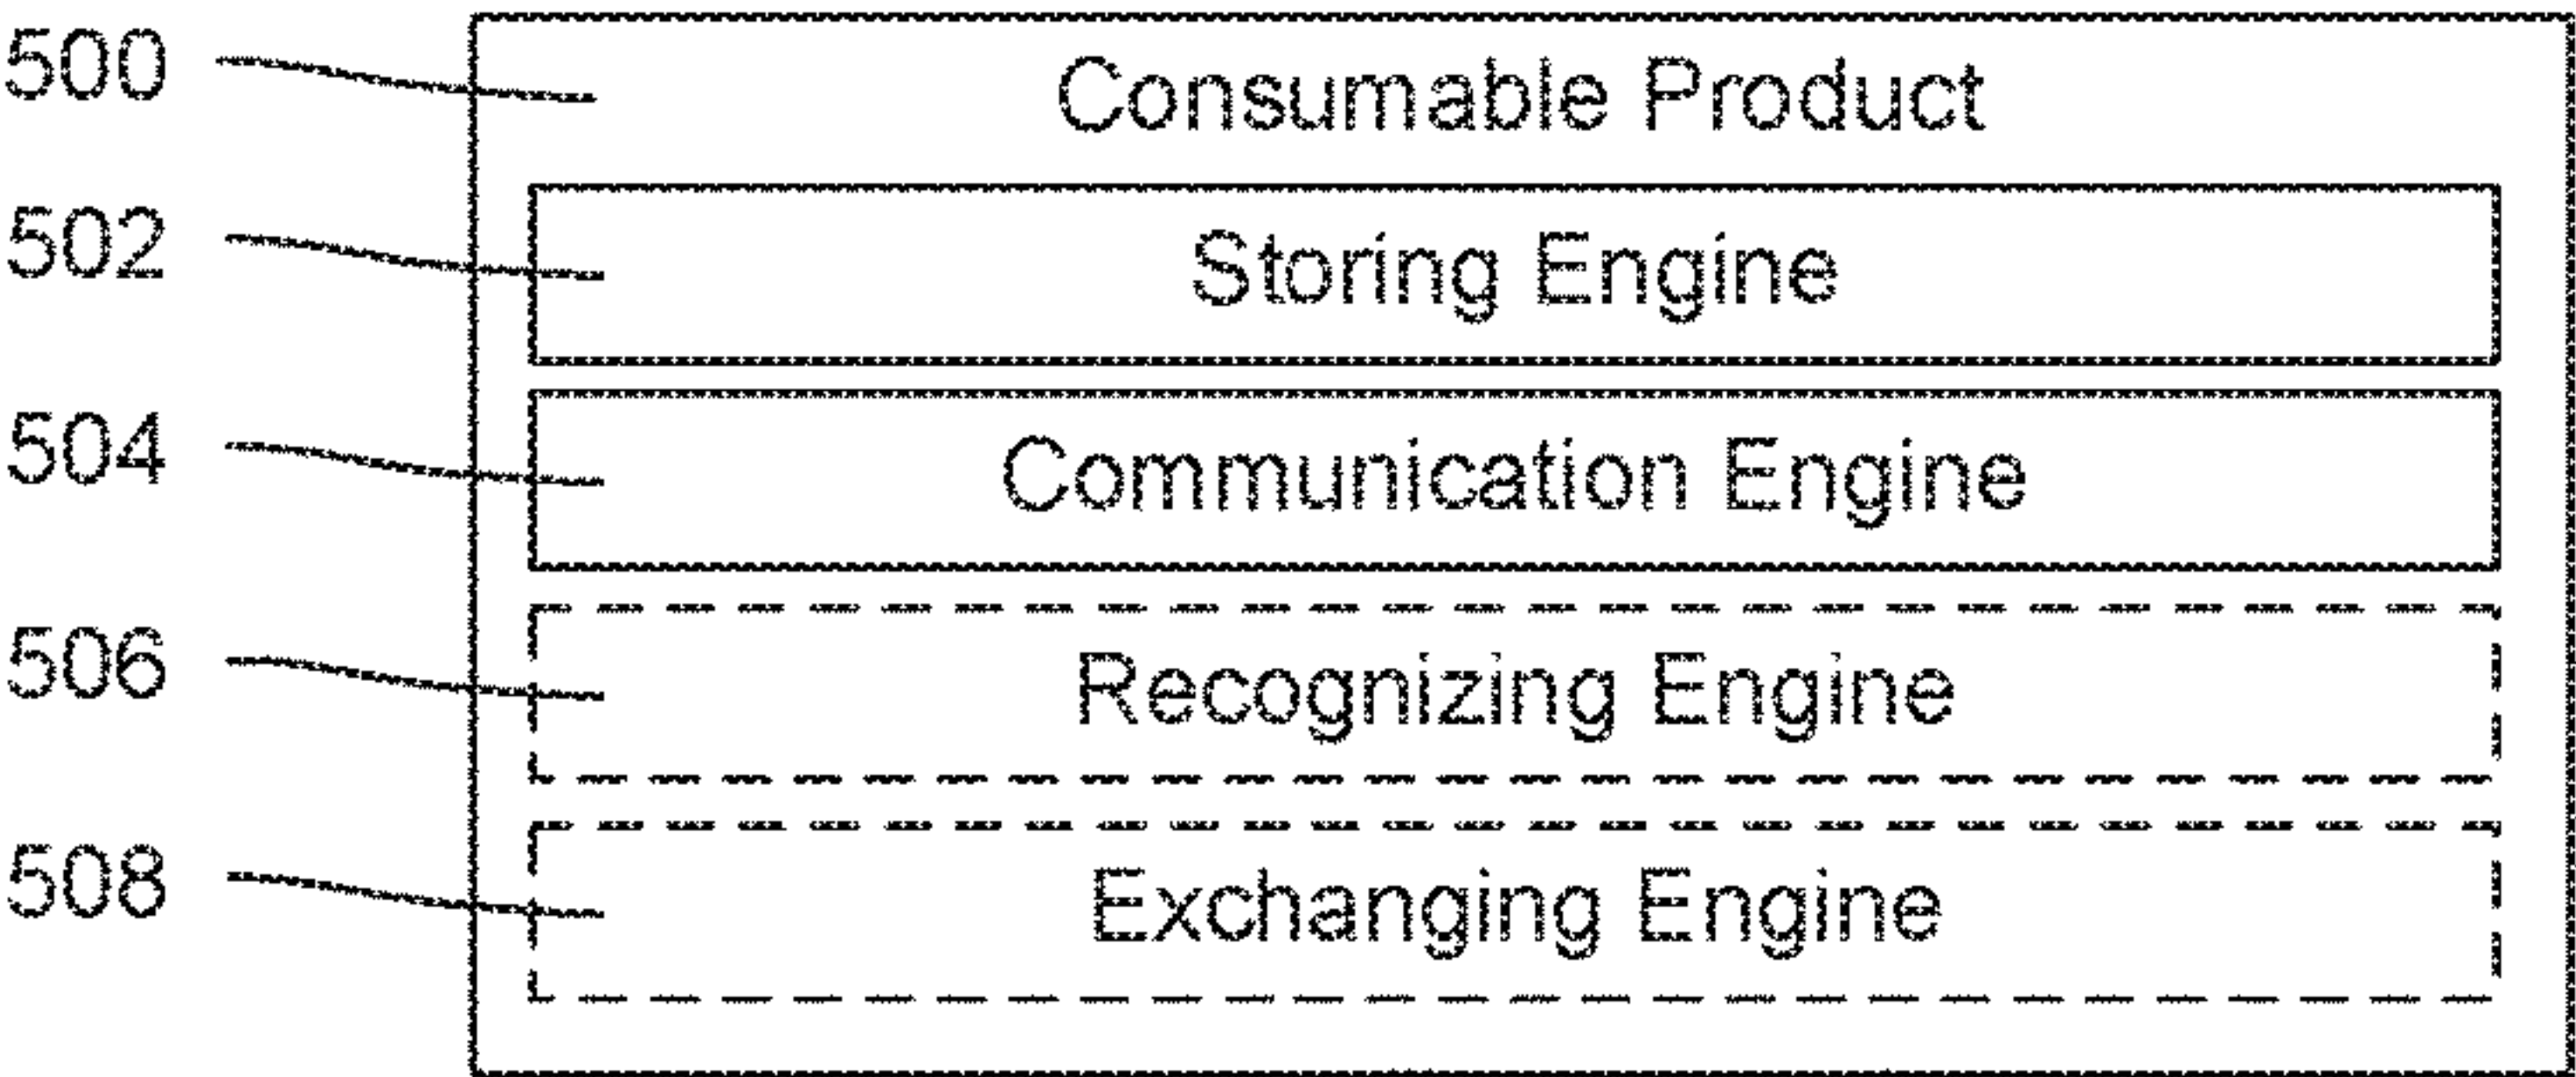 500 Consumable Product
502 Storing Engine
504 Communication Engine
506 Recognizing Engine
508 Exchanging Engine